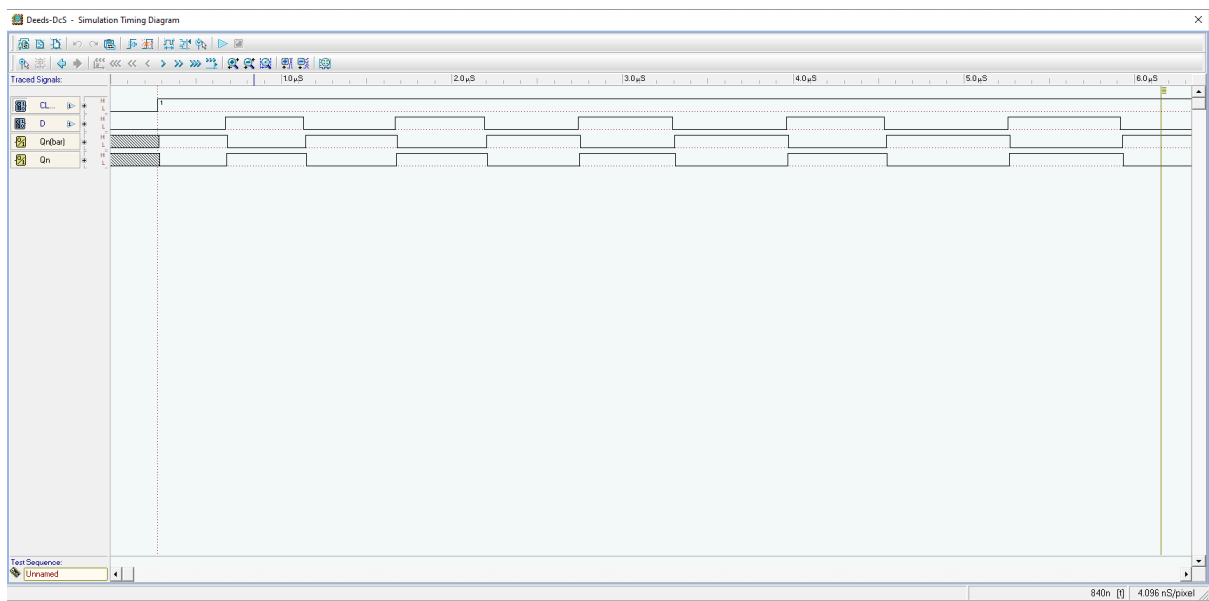 Deeds-DcS - Simulation Timing Diagram
Traced Signals: 1.0µS 2.0µS 3.0µS 4.0µS 5.0µS 6.0µS
CL... H L 1
D H L
Qn(bar) H L
Qn H L
Test Sequence:
Unnamed
840n [t] 4.096 nS/pixel